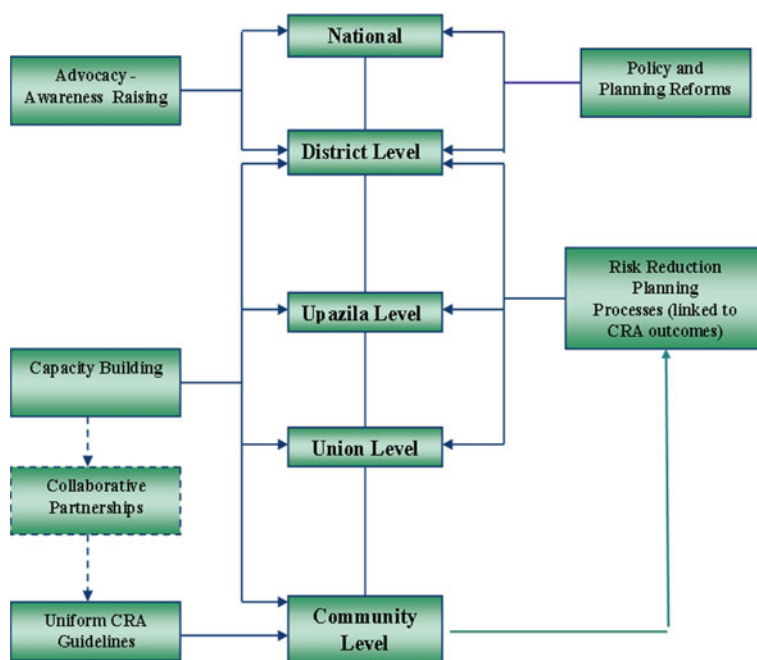 National
Advocacy -
Awareness Raising
Policy and
Planning Reforms
District Level
Risk Reduction
Planning
Processes (linked to
CRA outcomes)
Upazila Level
Capacity Building
Union Level
Collaborative
Partnerships
Uniform CRA
Guidelines
Community
Level